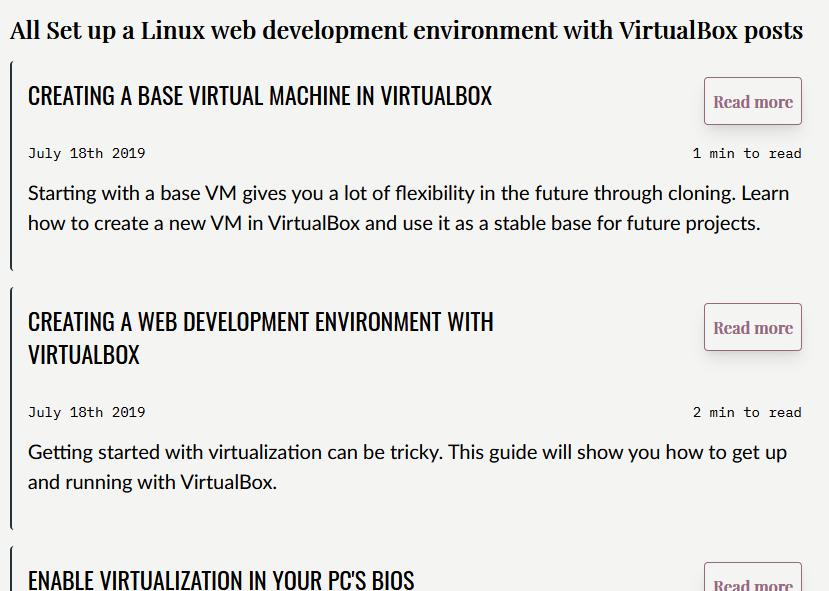 All Set up a Linux web development environment with VirtualBox posts
CREATING A BASE VIRTUAL MACHINE IN VIRTUALBOX
Read more
July 18th 2019
1 min to read
Starting with a base VM gives you a lot of flexibility in the future through cloning. Learn
how to create a new VM in VirtualBox and use it as a stable base for future projects.
CREATING A WEB DEVELOPMENT ENVIRONMENT WITH
VIRTUALBOX
Read more
July 18th 2019
2 min to read
Getting started with virtualization can be tricky. This guide will show you how to get up
and running with VirtualBox.
ENABLE VIRTUALIZATION IN YOUR PC'S BIOS
Read more